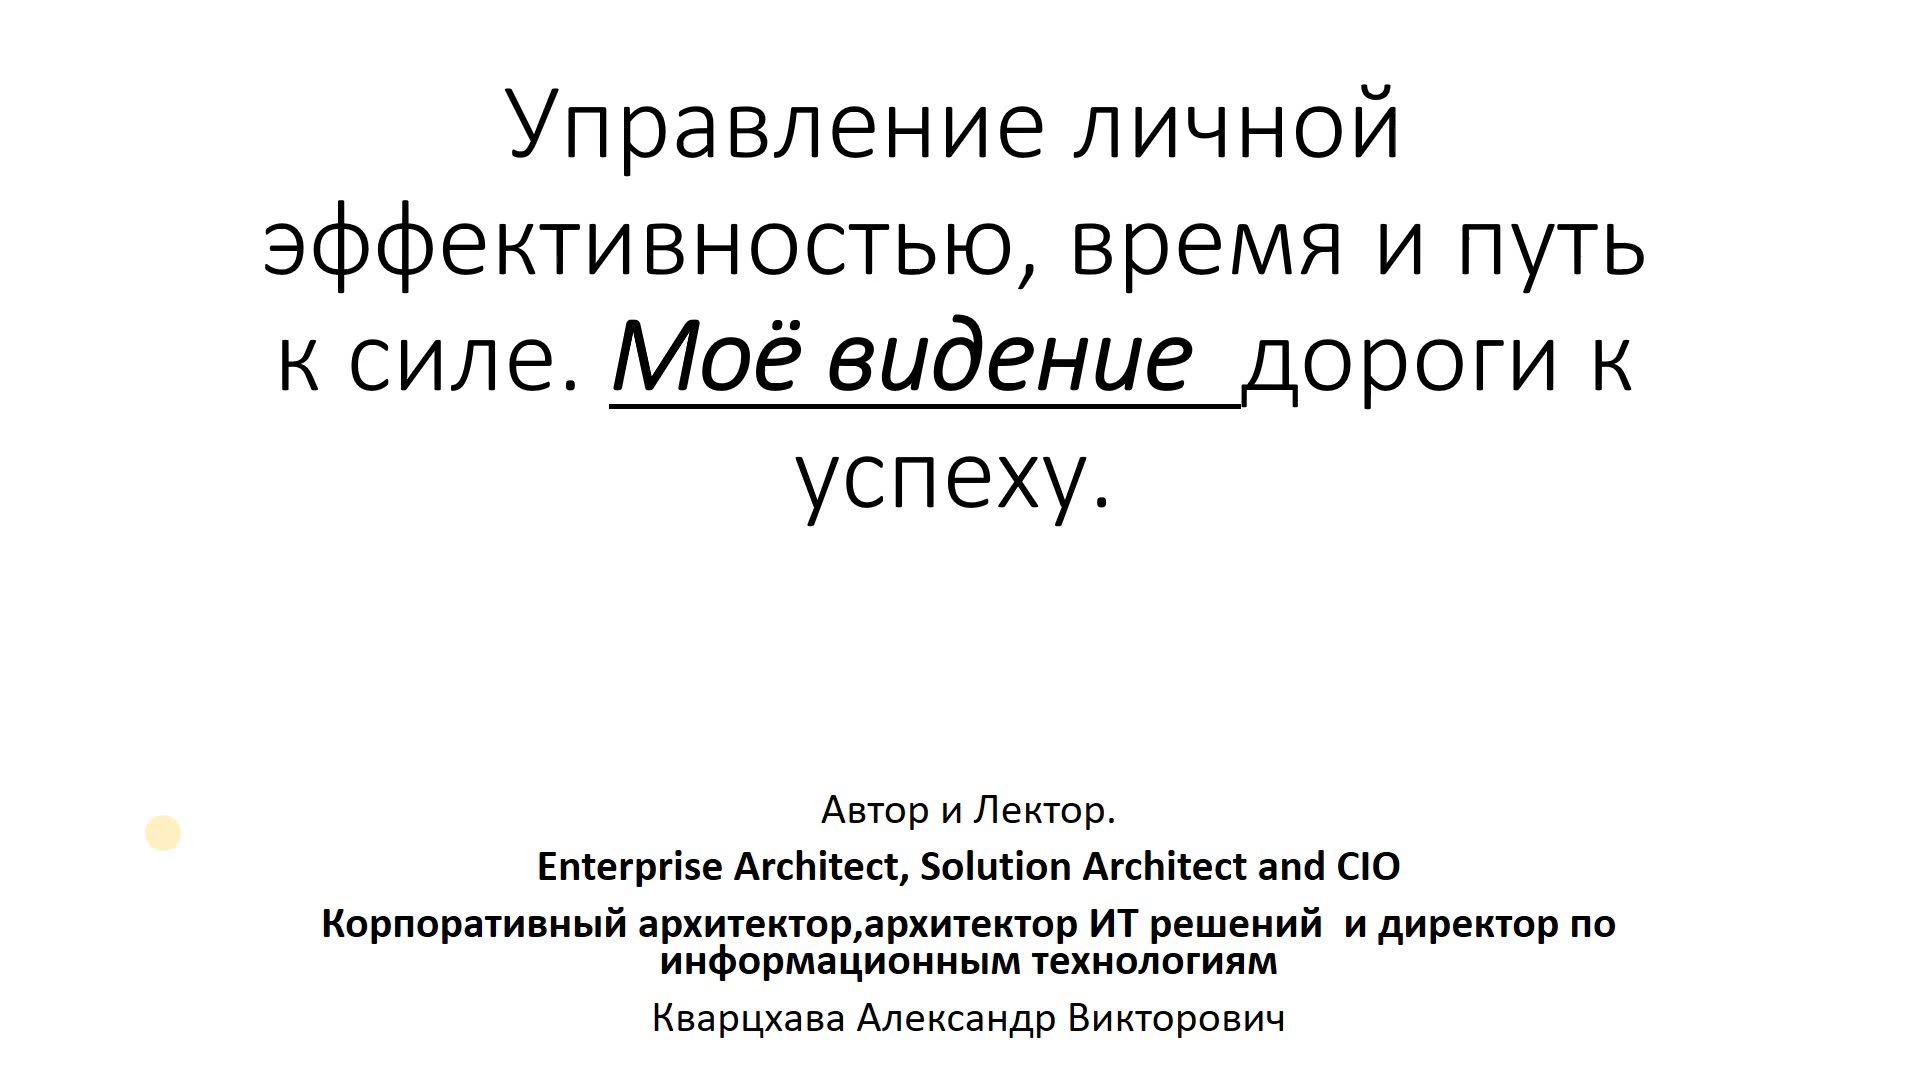 Управление личной
эффективностью, время и путь
к силе. Моё видение дороги к
успеху.
Автор и Лектор.
Enterprise Architect, Solution Architect and CIO
Корпоративный архитектор,архитектор ИТ решений и директор по
информационным технологиям
Кварцхава Александр Викторович